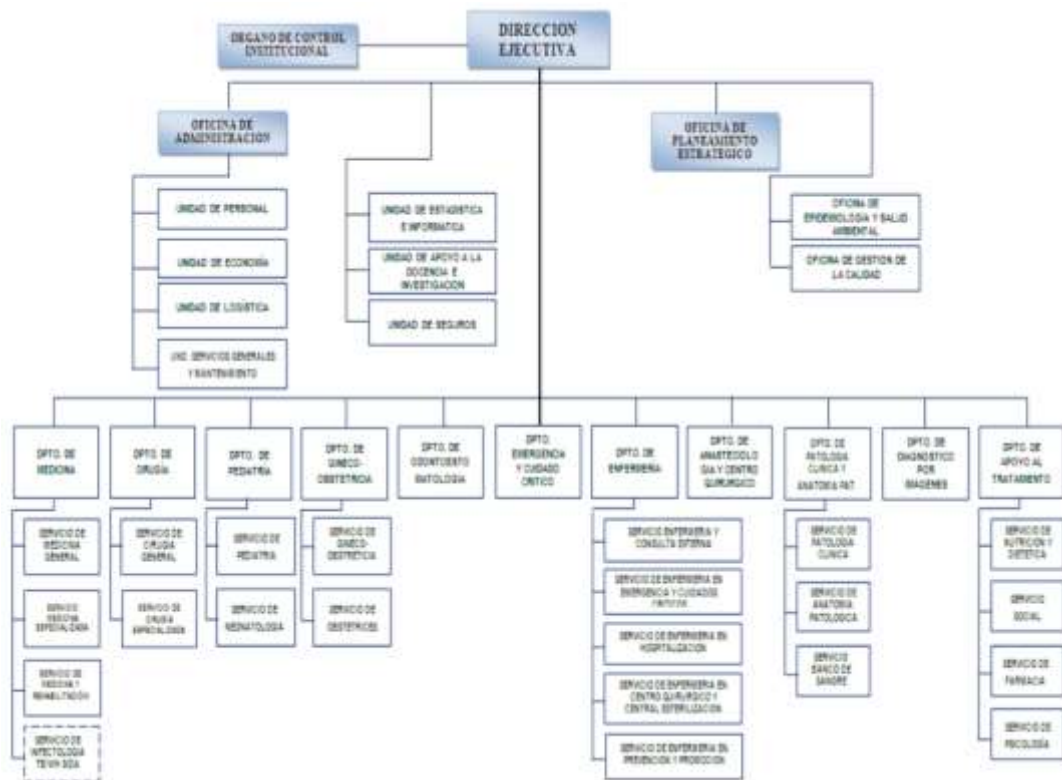 DIRECCION
EJECUTIVA
ORGANO DE CONTROL
INSTITUCIONAL
OFICINA DE
ADMINISTRACION
OFICINA DE
PLANEAMIENTO
ESTRATEGICO
UNIDAD DE PERSONAL
UNIDAD DE ECONOMÍA
UNIDAD DE LOGÍSTICA
UND. SERVICIOS GENERALES
Y MANTENIMIENTO
UNIDAD DE ESTADISTICA
E INFORMATICA
UNIDAD DE APOYO A LA
DOCENCIA E
INVESTIGACION
UNIDAD DE SEGUROS
OFICINA DE
EPIDEMIOLOGIA Y SALUD
AMBIENTAL
OFICINA DE GESTION DE
LA CALIDAD
DPTO. DE
MEDICINA
DPTO. DE
CIRUGÍA
DPTO. DE
PEDIATRIA
DPTO. DE
GINECO-
OBSTETRICIA
DPTO. DE
ODONTOESTO
MATOLOGIA
DPTO.
EMERGENCIA
Y CUIDADO
CRITICO
DPTO. DE
ENFERMERIA
DPTO. DE
ANASTECIOLO
GIA Y CENTRO
QUIRURGICO
DPTO. DE
PATOLOGIA
CLINICA Y
ANATOMIA PAT.
DPTO. DE
DIAGNOSTICO
POR
IMAGENES
DPTO. DE
APOYO AL
TRATAMIENTO
SERVICIO DE
MEDICINA
GENERAL
SERVICIO
MEDICINA
ESPECIALIZADA
SERVICIO DE
MEDICINA Y
REHABILITACIÓN
SERVICIO DE
INFECTOLOGIA
SERVICIO DE
CIRUGIA
GENERAL
SERVICIO DE
CIRUGIA
ESPECIALIZADA
SERVICIO DE
PEDIATRIA
SERVICIO DE
NEONATOLOGIA
SERVICIO DE
GINECO-
OBSTRETICIA
SERVICIO DE
OBSTETRICES
SERVICIO ENFERMERIA Y
CONSULTA EXTERNA
SERVICIO DE ENFERMERIA EN
EMERGENCIA Y CUIDADOS
CRITICOS
SERVICIO DE ENFERMERIA EN
HOSPITALIZACION
SERVICIO DE ENFERMERIA EN
CENTRO QUIRURGICO Y
CENTRAL ESTERILIZACION
SERVICIO DE ENFERMERIA EN
PREVENCION Y PROMOCION
SERVICIO DE
PATOLOGIA
CLINICA
SERVICIO DE
ANATOMIA
PATOLOGICA
SERVICIO
BANCO DE
SANGRE
SERVICIO DE
NUTRICION Y
DIETETICA
SERVICIO
SOCIAL
SERVICIO DE
FARMACIA
SERVICIO DE
PSICOLOGÍA